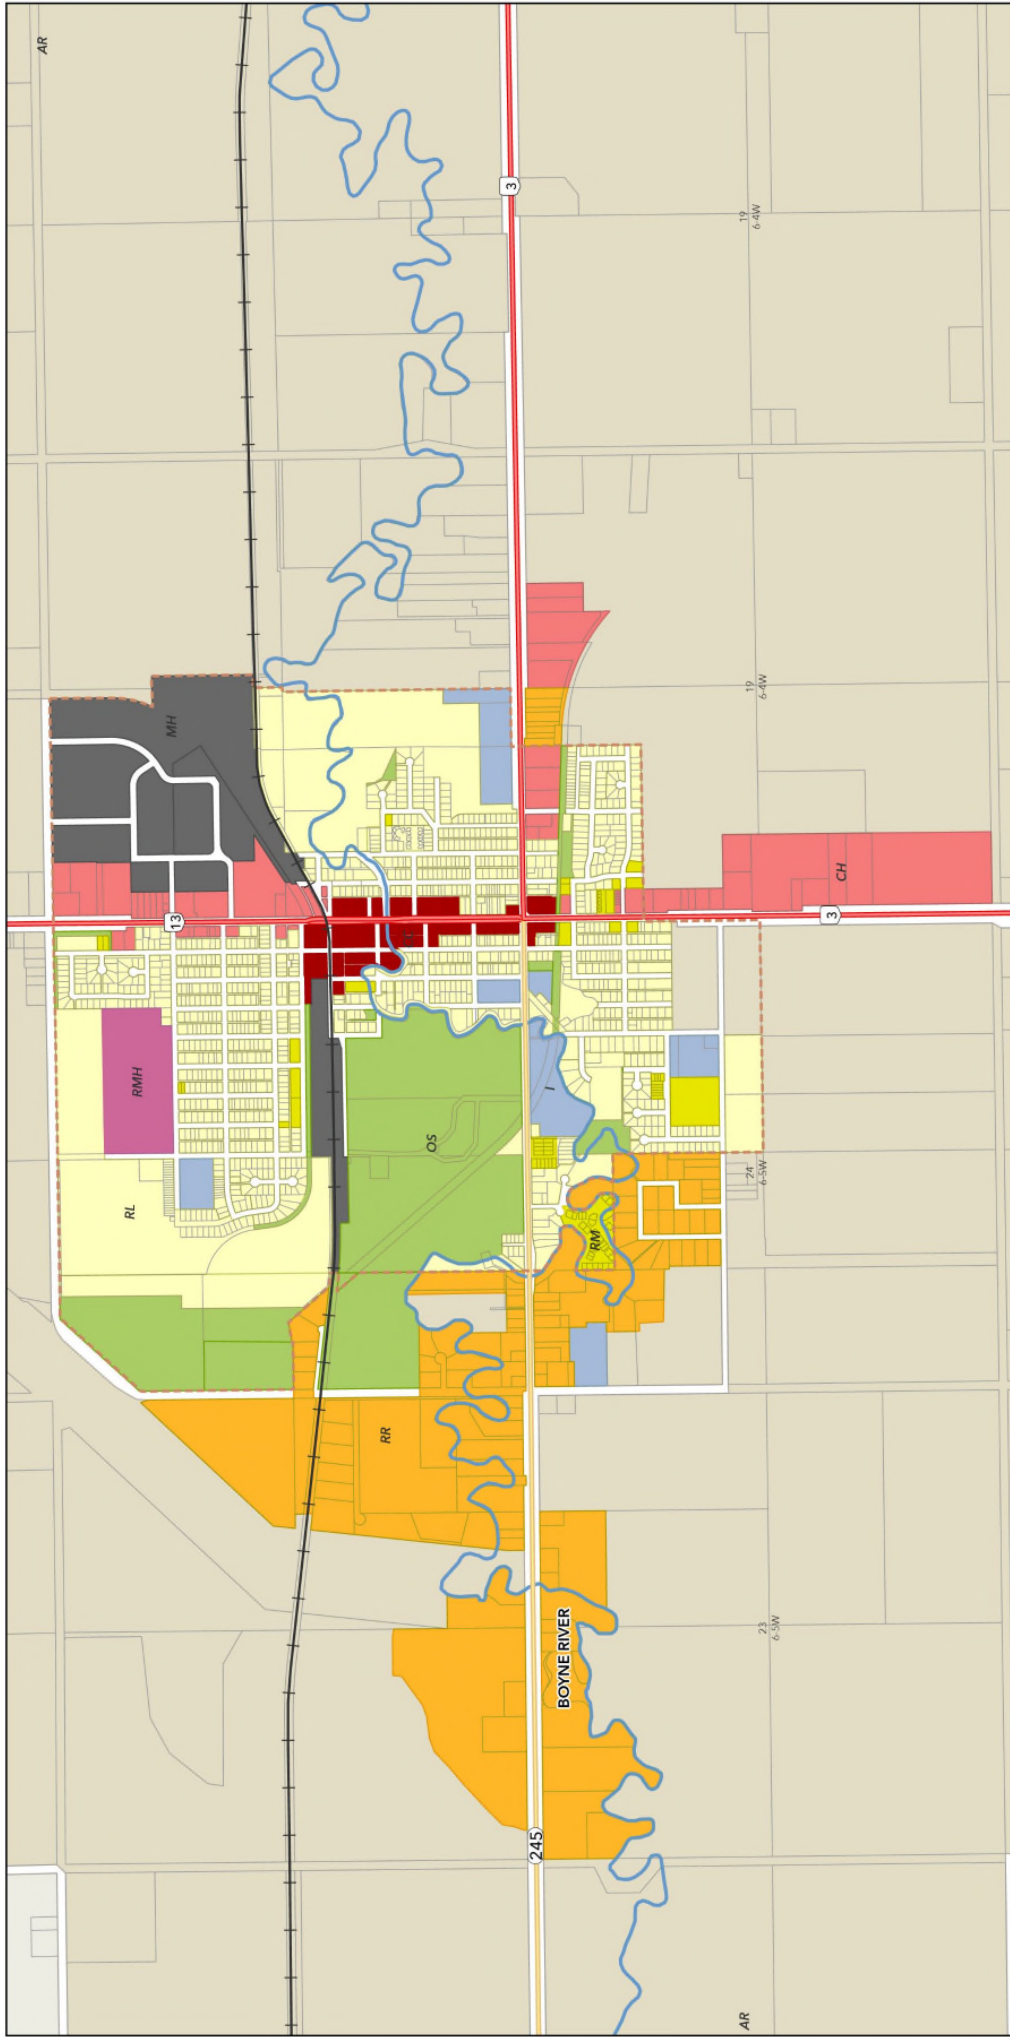 AR
3
19
6-4W
MH
19
6-4W
CH
13
3
CC
RMH
I
OS
RL
24
6-5W
RM
RR
BOYNE RIVER
23
6-5W
245
AR